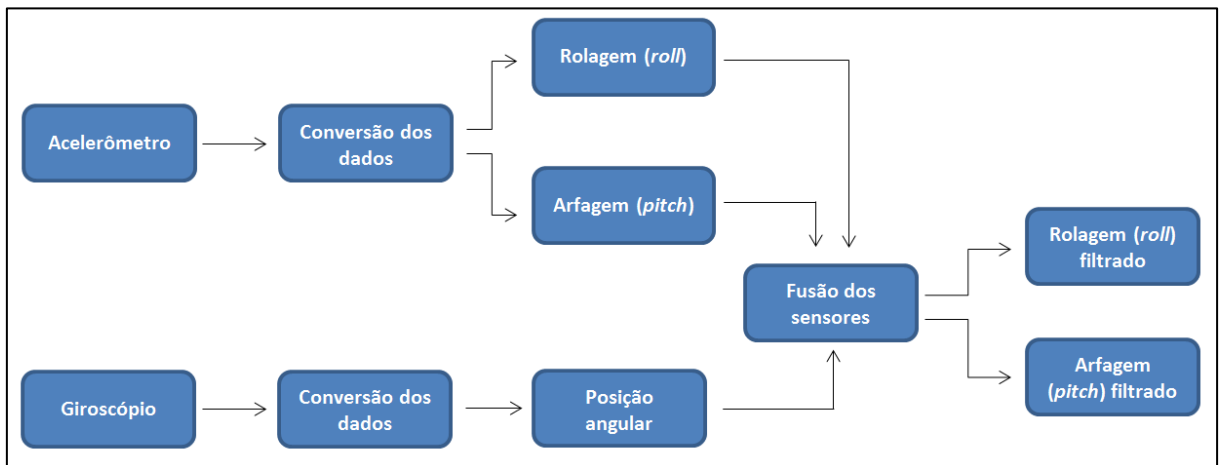 Rolagem (roll)
Acelerômetro
Conversão dos
dados
Arfagem (pitch)
Rolagem (roll)
filtrado
Fusão dos
sensores
Arfagem
(pitch) filtrado
Giroscópio
Conversão dos
dados
Posição
angular